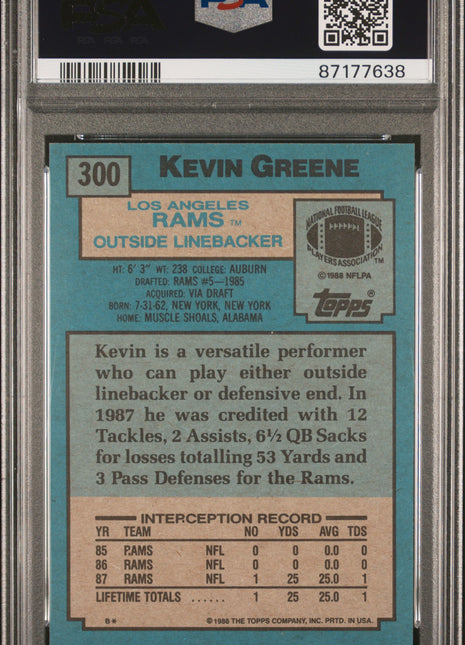 PSA
PSA
PSA PSA PSA
87177638
300
KEVIN GREENE
LOS ANGELES
RAMS TM
OUTSIDE LINEBACKER
NATIONAL FOOTBALL LEAGUE
PLAYERS ASSOCIATION™
©1988 NFLPA
Topps®
HT: 6' 3" WT: 238 COLLEGE: AUBURN
DRAFTED: RAMS #5—1985
ACQUIRED: VIA DRAFT
BORN: 7-31-62, NEW YORK, NEW YORK
HOME: MUSCLE SHOALS, ALABAMA
Kevin is a versatile performer
who can play either outside
linebacker or defensive end. In
1987 he was credited with 12
Tackles, 2 Assists, 6½ QB Sacks
for losses totalling 53 Yards and
3 Pass Defenses for the Rams.
INTERCEPTION RECORD
YR TEAM NO YDS AVG TDS
85 RAMS NFL 0 0 0.0 0
86 RAMS NFL 0 0 0.0 0
87 RAMS NFL 1 25 25.0 1
LIFETIME TOTALS ...... 1 25 25.0 1
B* ©1988 THE TOPPS COMPANY, INC. PRTD. IN USA.